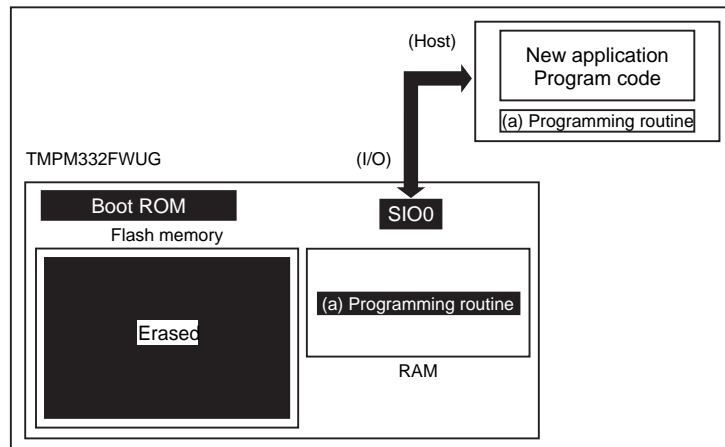 (Host)
New application
Program code
(a) Programming routine
TMPM332FWUG
(I/O)
Boot ROM
SIO0
Flash memory
(a) Programming routine
Erased
RAM